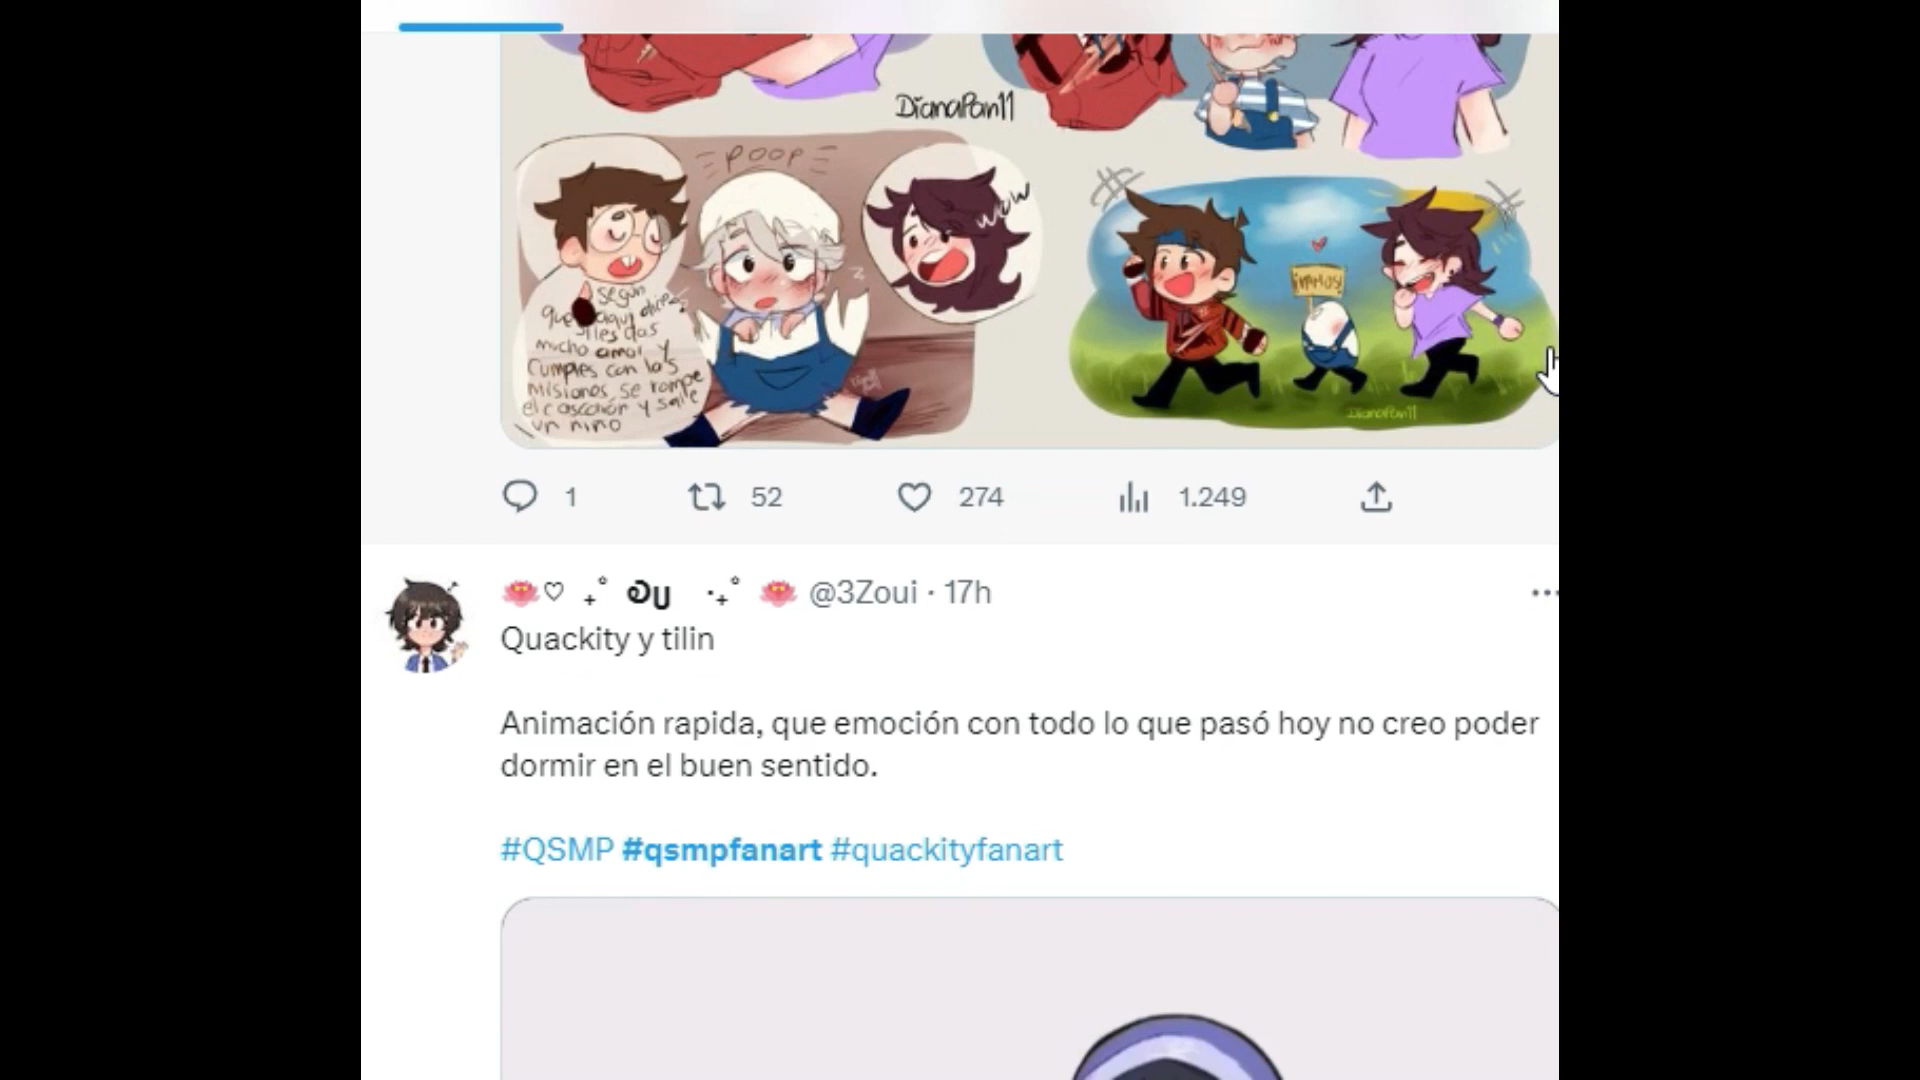 DianaPan11
POOP
WOW
según
que aquí dice,
si les das
mucho amor y
cumples con las
misiones se rompe
el cascarón y sale
un niño
¡VAMOS!
DianaPan11
1 52 274 1.249
🪷♡ ₊˚ ʚu ‧₊˚ 🪷 @3Zoui · 17h
Quackity y tilin
Animación rapida, que emoción con todo lo que pasó hoy no creo poder
dormir en el buen sentido.
#QSMP #qsmpfanart #quackityfanart